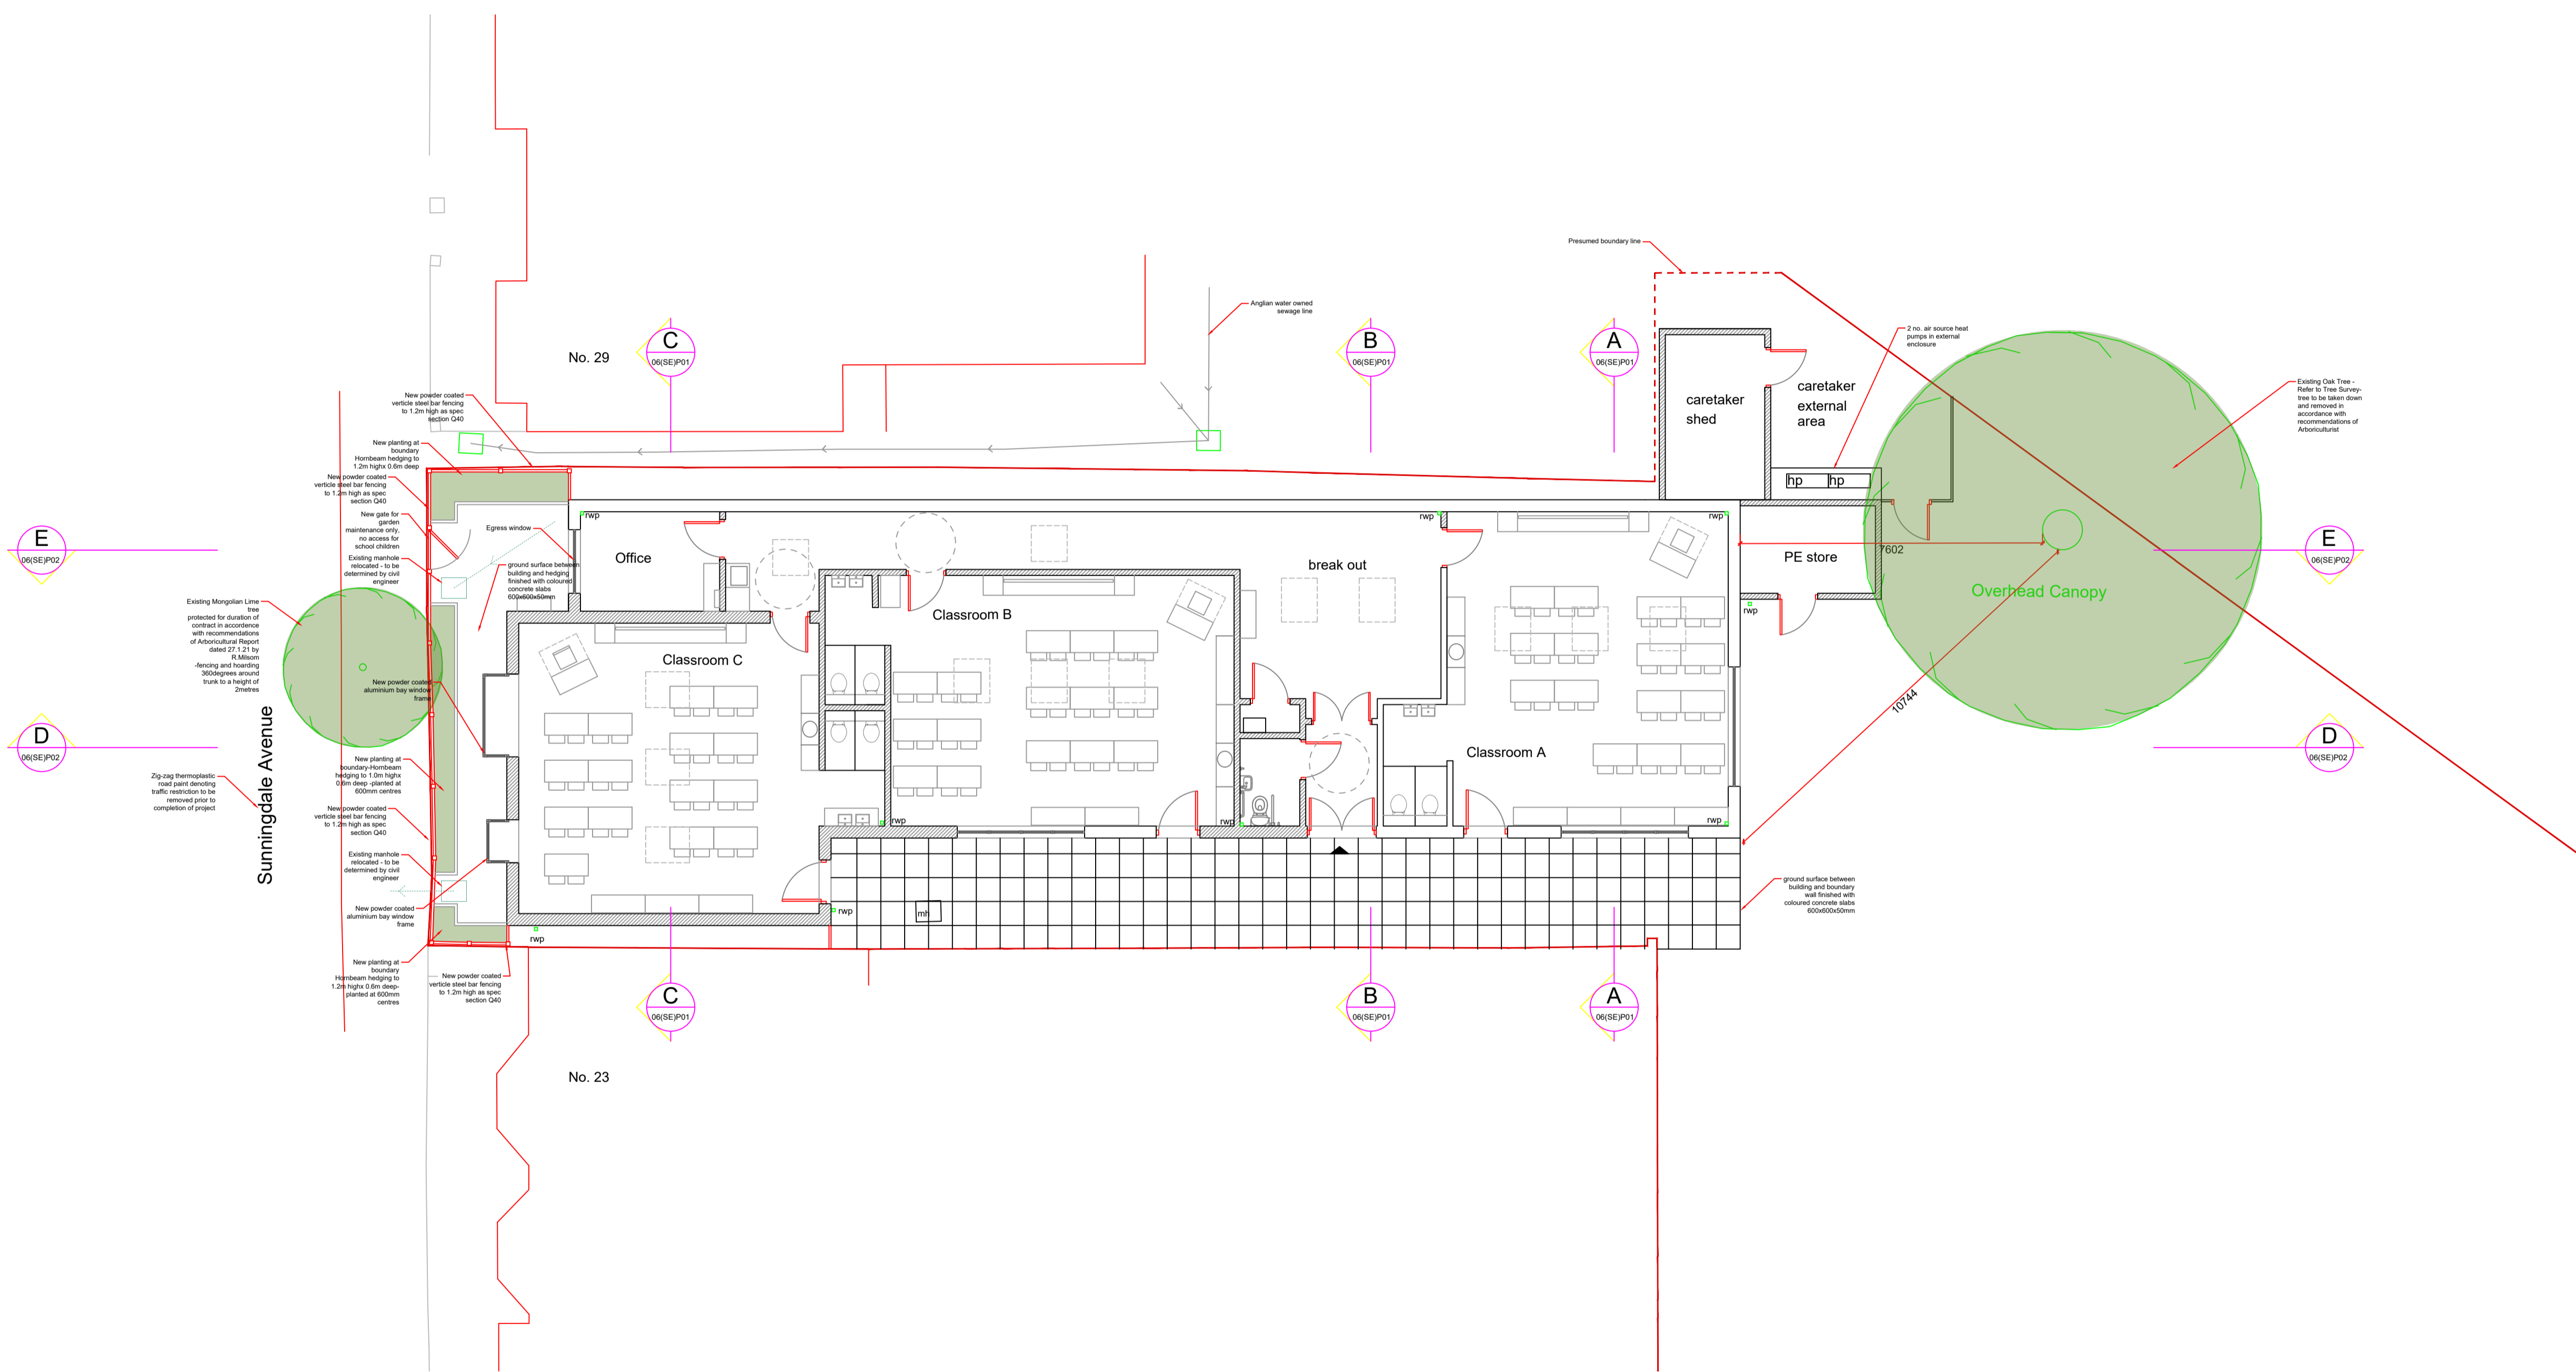 Presumed boundary line
Anglian water owned
sewage line
2 no. air source heat
pumps in external
enclosure
C
06(SE)P01
B
06(SE)P01
A
06(SE)P01
No. 29
caretaker
shed
caretaker
external
area
Existing Oak Tree -
Refer to Tree Survey-
tree to be taken down
and removed in
accordance with
recommendations of
Arboriculturist
New powder coated
verticle steel bar fencing
to 1.2m high as spec
section Q40
New planting at
boundary
Hornbeam hedging to
1.2m highx 0.6m deep
New powder coated
verticle steel bar fencing
to 1.2m high as spec
section Q40
hp
hp
New gate for
garden
maintenance only,
no access for
school children
Egress window
rwp
rwp
rwp
E
06(SE)P02
E
06(SE)P02
Existing manhole
relocated - to be
determined by civil
engineer
ground surface between
building and hedging
finished with coloured
concrete slabs
600x600x50mm
Office
break out
PE store
7602
Overhead Canopy
rwp
Existing Mongolian Lime
tree
protected for duration of
contract in accordence
with recommendations
of Arboricultural Report
dated 27.1.21 by
R.Milsom
-fencing and hoarding
360degrees around
trunk to a height of
2metres
Classroom B
Classroom C
New powder coated
aluminium bay window
frame
10744
D
06(SE)P02
D
06(SE)P02
Classroom A
Sunningdale Avenue
Zig-zag thermoplastic
road paint denoting
traffic restriction to be
removed prior to
completion of project
New planting at
boundary-Hornbeam
hedging to 1.0m highx
0.6m deep -planted at
600mm centres
New powder coated
verticle steel bar fencing
to 1.2m high as spec
section Q40
rwp
rwp
rwp
Existing manhole
relocated - to be
determined by civil
engineer
ground surface between
building and boundary
wall finished with
coloured concrete slabs
600x600x50mm
New powder coated
aluminium bay window
frame
rwp
mh
rwp
New planting at
boundary
Hornbeam hedging to
1.2m highx 0.6m deep-
planted at 600mm
centres
New powder coated
verticle steel bar fencing
to 1.2m high as spec
section Q40
C
06(SE)P01
B
06(SE)P01
A
06(SE)P01
No. 23